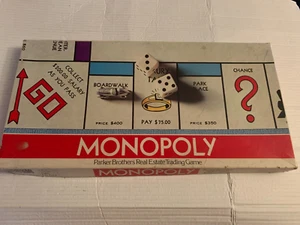 COLLECT
$200.00 SALARY
AS YOU PASS
GO
BOARDWALK
PRICE $400
PAY $75.00
PARK
PLACE
PRICE $350
CHANCE
?
MONOPOLY
Parker Brothers Real Estate Trading Game
MONOPOLY